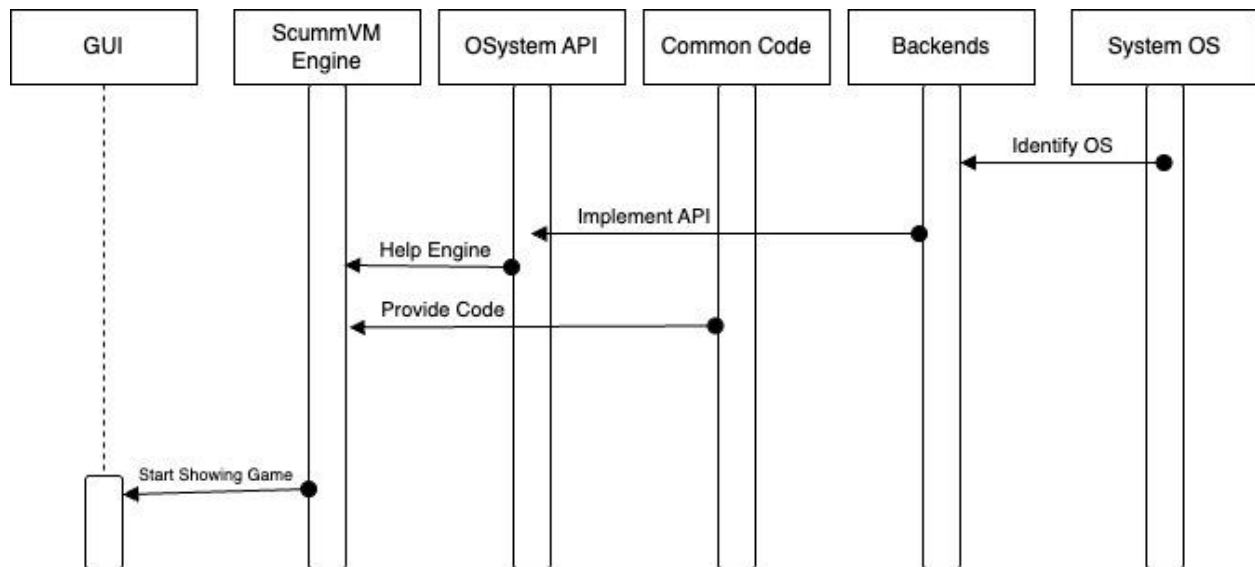 GUI
ScummVM
Engine
OSystem API
Common Code
Backends
System OS
Identify OS
Implement API
Help Engine
Provide Code
Start Showing Game